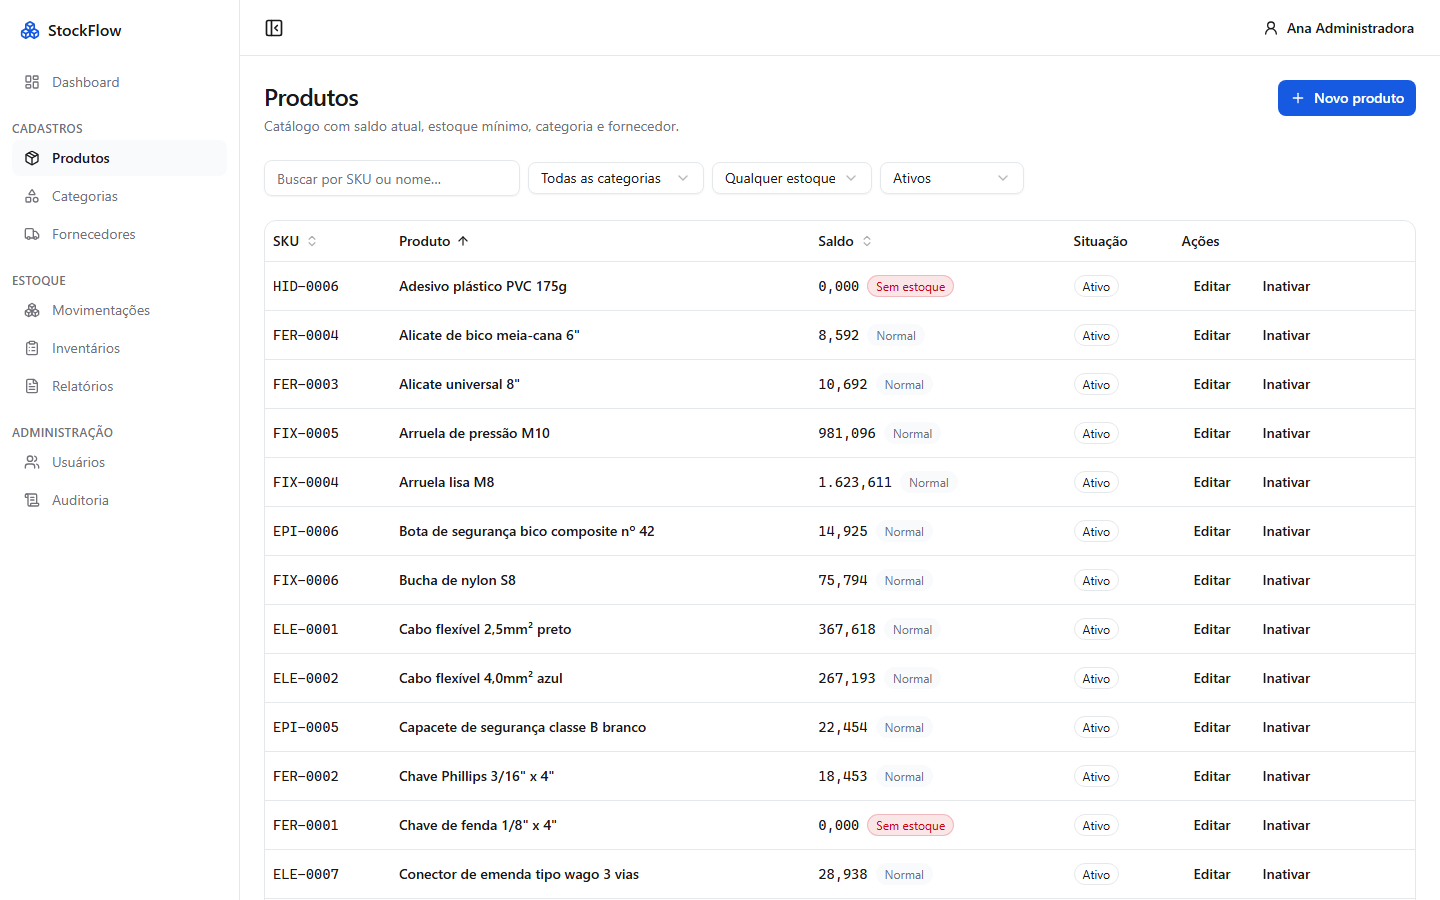 StockFlow
Ana Administradora
Dashboard
CADASTROS
Produtos
Categorias
Fornecedores
ESTOQUE
Movimentações
Inventários
Relatórios
ADMINISTRAÇÃO
Usuários
Auditoria
Produtos
Catálogo com saldo atual, estoque mínimo, categoria e fornecedor.
Novo produto
Buscar por SKU ou nome... Todas as categorias Qualquer estoque Ativos
SKU Produto Saldo Situação Ações
HID-0006 Adesivo plástico PVC 175g 0,000 Sem estoque Ativo Editar Inativar
FER-0004 Alicate de bico meia-cana 6" 8,592 Normal Ativo Editar Inativar
FER-0003 Alicate universal 8" 10,692 Normal Ativo Editar Inativar
FIX-0005 Arruela de pressão M10 981,096 Normal Ativo Editar Inativar
FIX-0004 Arruela lisa M8 1.623,611 Normal Ativo Editar Inativar
EPI-0006 Bota de segurança bico composite nº 42 14,925 Normal Ativo Editar Inativar
FIX-0006 Bucha de nylon S8 75,794 Normal Ativo Editar Inativar
ELE-0001 Cabo flexível 2,5mm² preto 367,618 Normal Ativo Editar Inativar
ELE-0002 Cabo flexível 4,0mm² azul 267,193 Normal Ativo Editar Inativar
EPI-0005 Capacete de segurança classe B branco 22,454 Normal Ativo Editar Inativar
FER-0002 Chave Phillips 3/16" x 4" 18,453 Normal Ativo Editar Inativar
FER-0001 Chave de fenda 1/8" x 4" 0,000 Sem estoque Ativo Editar Inativar
ELE-0007 Conector de emenda tipo wago 3 vias 28,938 Normal Ativo Editar Inativar